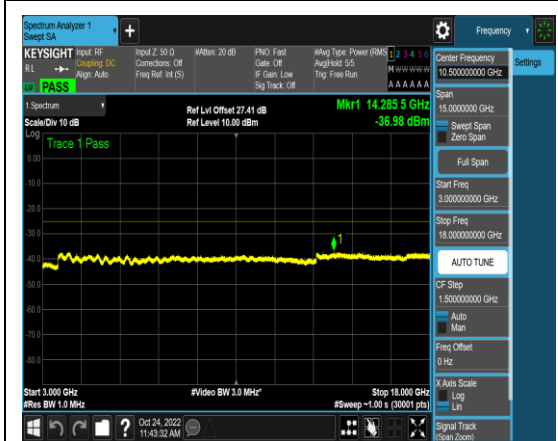 Spectrum Analyzer 1
Swept SA
Frequency
KEYSIGHT
RL
PASS
Input: RF
Coupling: DC
Align: Auto
Input Z: 50 Ω
Corrections: Off
Freq Ref: Int (S)
#Atten: 20 dB
PNO: Fast
Gate: Off
IF Gain: Low
Sig Track: Off
#Avg Type: Power (RMS
Avg|Hold: 5/5
Trig: Free Run
1 2 3 4 5 6
M W W W W W
A A A A A A
1 Spectrum
Scale/Div 10 dB
Ref Lvl Offset 27.41 dB
Ref Level 10.00 dBm
Mkr1 14.285 5 GHz
-36.98 dBm
Log
Trace 1 Pass
0.00
-10.0
-20.0
-30.0
-40.0
-50.0
-60.0
-70.0
-80.0
1
Start 3.000 GHz
#Res BW 1.0 MHz
#Video BW 3.0 MHz*
Stop 18.000 GHz
#Sweep ~1.00 s (30001 pts)
Oct 24, 2022
11:43:32 AM
Center Frequency
10.500000000 GHz
Settings
Span
15.0000000 GHz
Swept Span
Zero Span
Full Span
Start Freq
3.000000000 GHz
Stop Freq
18.000000000 GHz
AUTO TUNE
CF Step
1.500000000 GHz
Auto
Man
Freq Offset
0 Hz
X Axis Scale
Log
Lin
Signal Track
(Span Zoom)